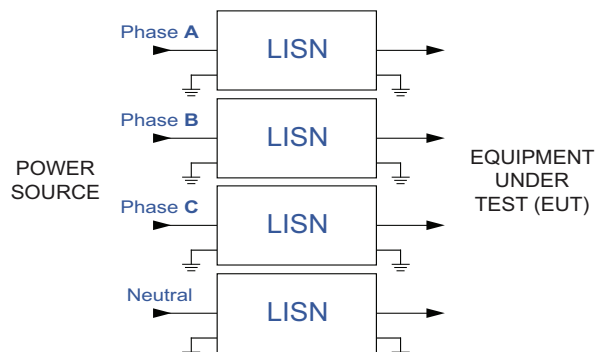 Phase A
LISN
Phase B
LISN
POWER
SOURCE
EQUIPMENT
UNDER
TEST (EUT)
Phase C
LISN
Neutral
LISN